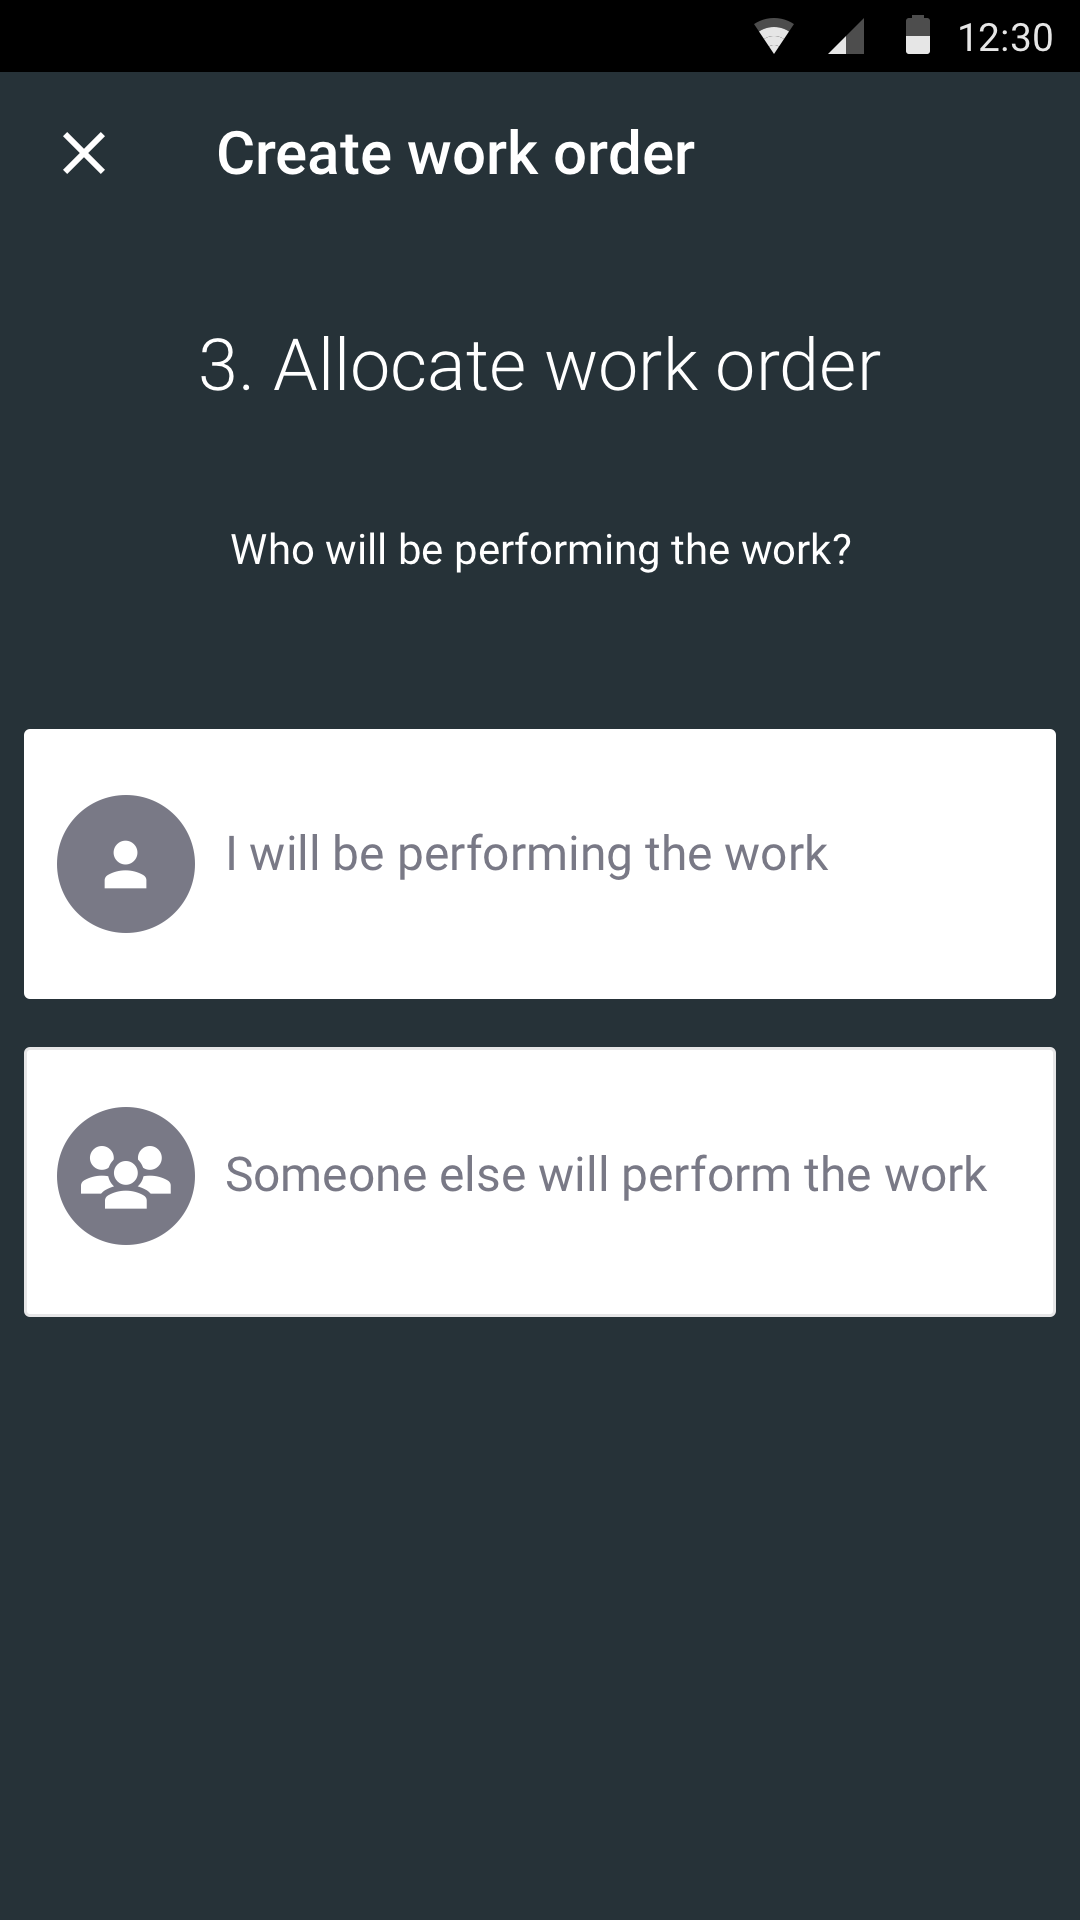 12:30
Create work order
3. Allocate work order
Who will be performing the work?
I will be performing the work
Someone else will perform the work